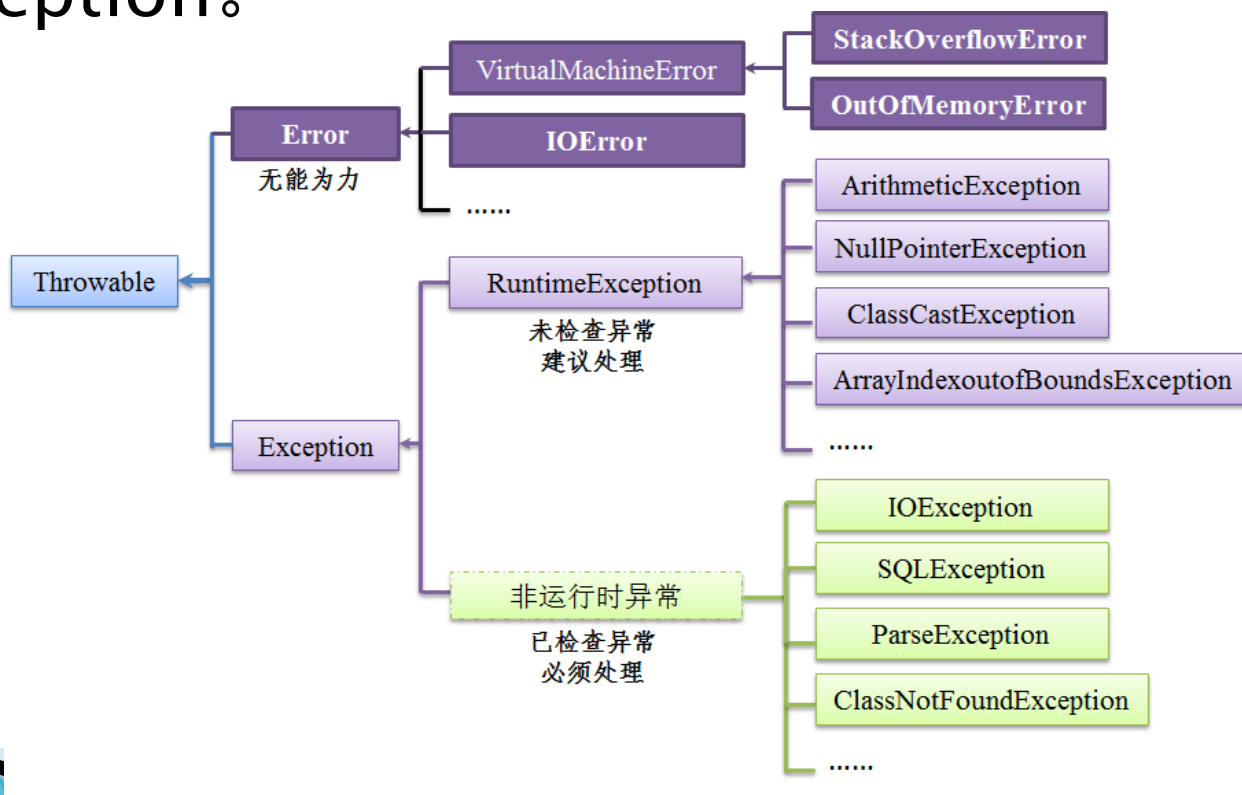 ception。
StackOverflowError
VirtualMachineError
OutOfMemoryError
Error
IOError
无能为力
......
ArithmeticException
NullPointerException
Throwable
RuntimeException
ClassCastException
未检查异常
建议处理
ArrayIndexoutofBoundsException
Exception
......
IOException
SQLException
非运行时异常
已检查异常
必须处理
ParseException
ClassNotFoundException
......